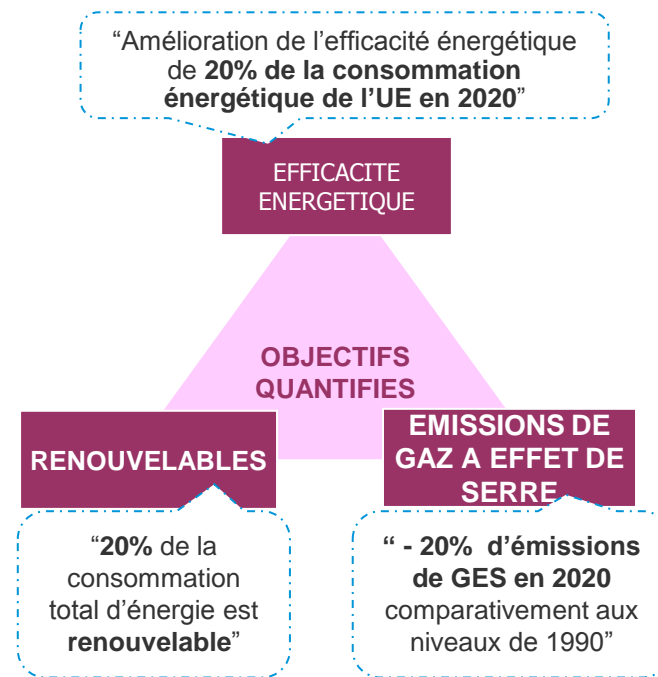 “Amélioration de l’efficacité énergétique
de 20% de la consommation
énergétique de l’UE en 2020”
EFFICACITE
ENERGETIQUE
OBJECTIFS
QUANTIFIES
RENOUVELABLES
EMISSIONS DE
GAZ A EFFET DE
SERRE
“20% de la
consommation
total d’énergie est
renouvelable”
“ - 20% d’émissions
de GES en 2020
comparativement aux
niveaux de 1990”